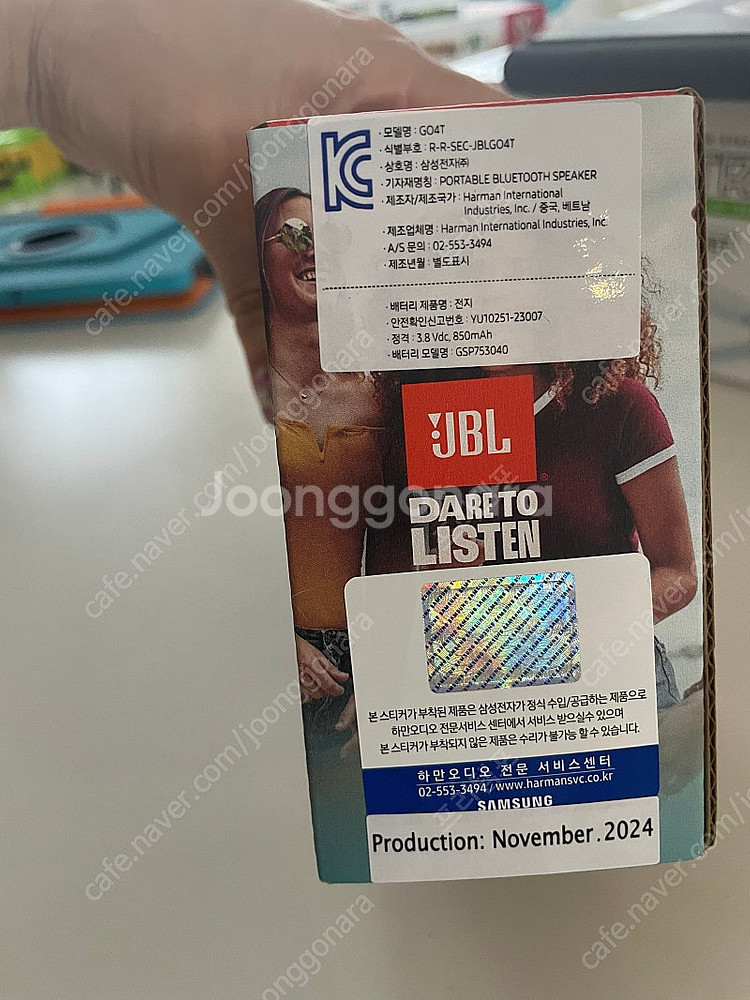 KC
· 모델명 : GO4T
· 식별부호 : R-R-SEC-JBLGO4T
· 상호명 : 삼성전자㈜
· 기자재명칭 : PORTABLE BLUETOOTH SPEAKER
· 제조자/제조국가 : Harman International
Industries, Inc. / 중국, 베트남
· 제조업체명 : Harman International Industries, Inc.
· A/S 문의 : 02-553-3494
· 제조년월 : 별도표시
· 배터리 제품명 : 전지
· 안전확인신고번호 : YU10251-23007
· 정격 : 3.8 Vdc, 850mAh
· 배터리 모델명 : GSP753040
JBL
DARE TO
LISTEN
본 스티커가 부착된 제품은 삼성전자가 정식 수입/공급하는 제품으로
하만오디오 전문서비스 센터에서 서비스 받으실수 있으며
본 스티커가 부착되지 않은 제품은 수리가 불가능 할 수 있습니다.
하만오디오 전문 서비스센터
02-553-3494 / www.harmansvc.co.kr
SAMSUNG
Production: November.2024
Joonggonara
cafe.naver.com/joonggonara